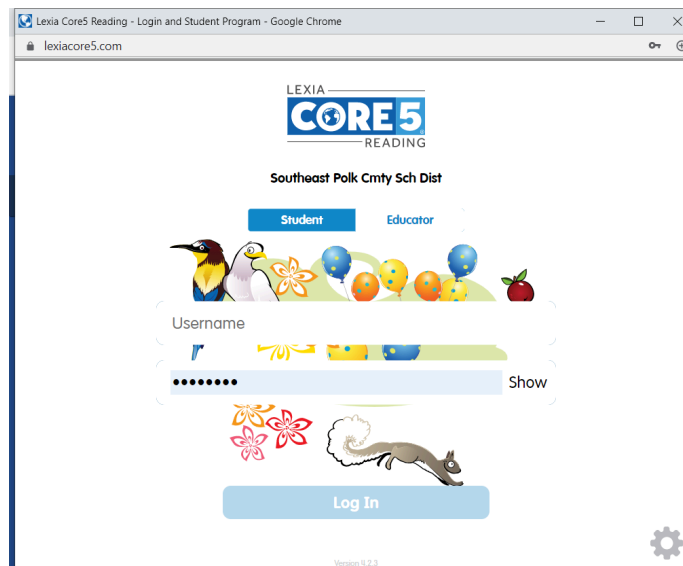 Lexia Core5 Reading - Login and Student Program - Google Chrome
lexiacore5.com
LEXIA
CORE5
READING
Southeast Polk Cmty Sch Dist
Student Educator
Username
•••••••• Show
Log In
Version 4.2.3